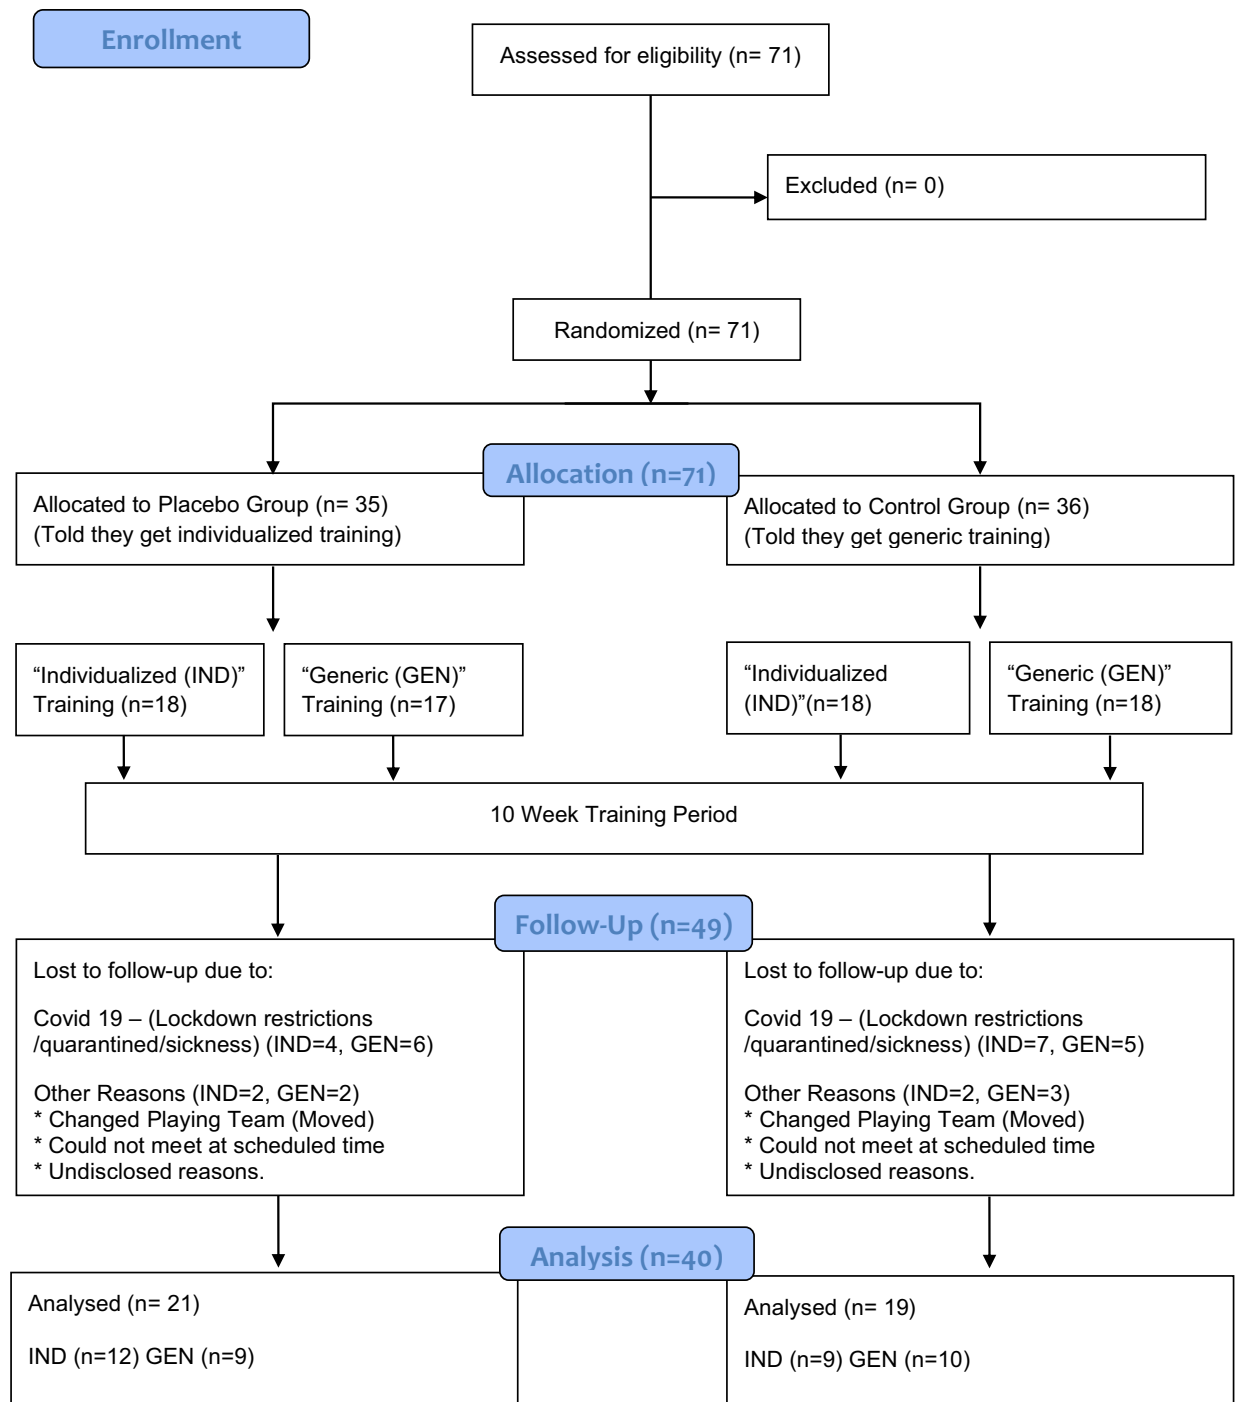 Enrollment
Assessed for eligibility (n= 71)
Excluded (n= 0)
Randomized (n= 71)
Allocation (n=71)
Allocated to Placebo Group (n= 35)
(Told they get individualized training)
Allocated to Control Group (n= 36)
(Told they get generic training)
“Individualized (IND)”
Training (n=18)
“Generic (GEN)”
Training (n=17)
“Individualized
(IND)”(n=18)
“Generic (GEN)”
Training (n=18)
10 Week Training Period
Follow-Up (n=49)
Lost to follow-up due to:
Covid 19 – (Lockdown restrictions
/quarantined/sickness) (IND=4, GEN=6)
Other Reasons (IND=2, GEN=2)
* Changed Playing Team (Moved)
* Could not meet at scheduled time
* Undisclosed reasons.
Lost to follow-up due to:
Covid 19 – (Lockdown restrictions
/quarantined/sickness) (IND=7, GEN=5)
Other Reasons (IND=2, GEN=3)
* Changed Playing Team (Moved)
* Could not meet at scheduled time
* Undisclosed reasons.
Analysis (n=40)
Analysed (n= 21)
IND (n=12) GEN (n=9)
Analysed (n= 19)
IND (n=9) GEN (n=10)